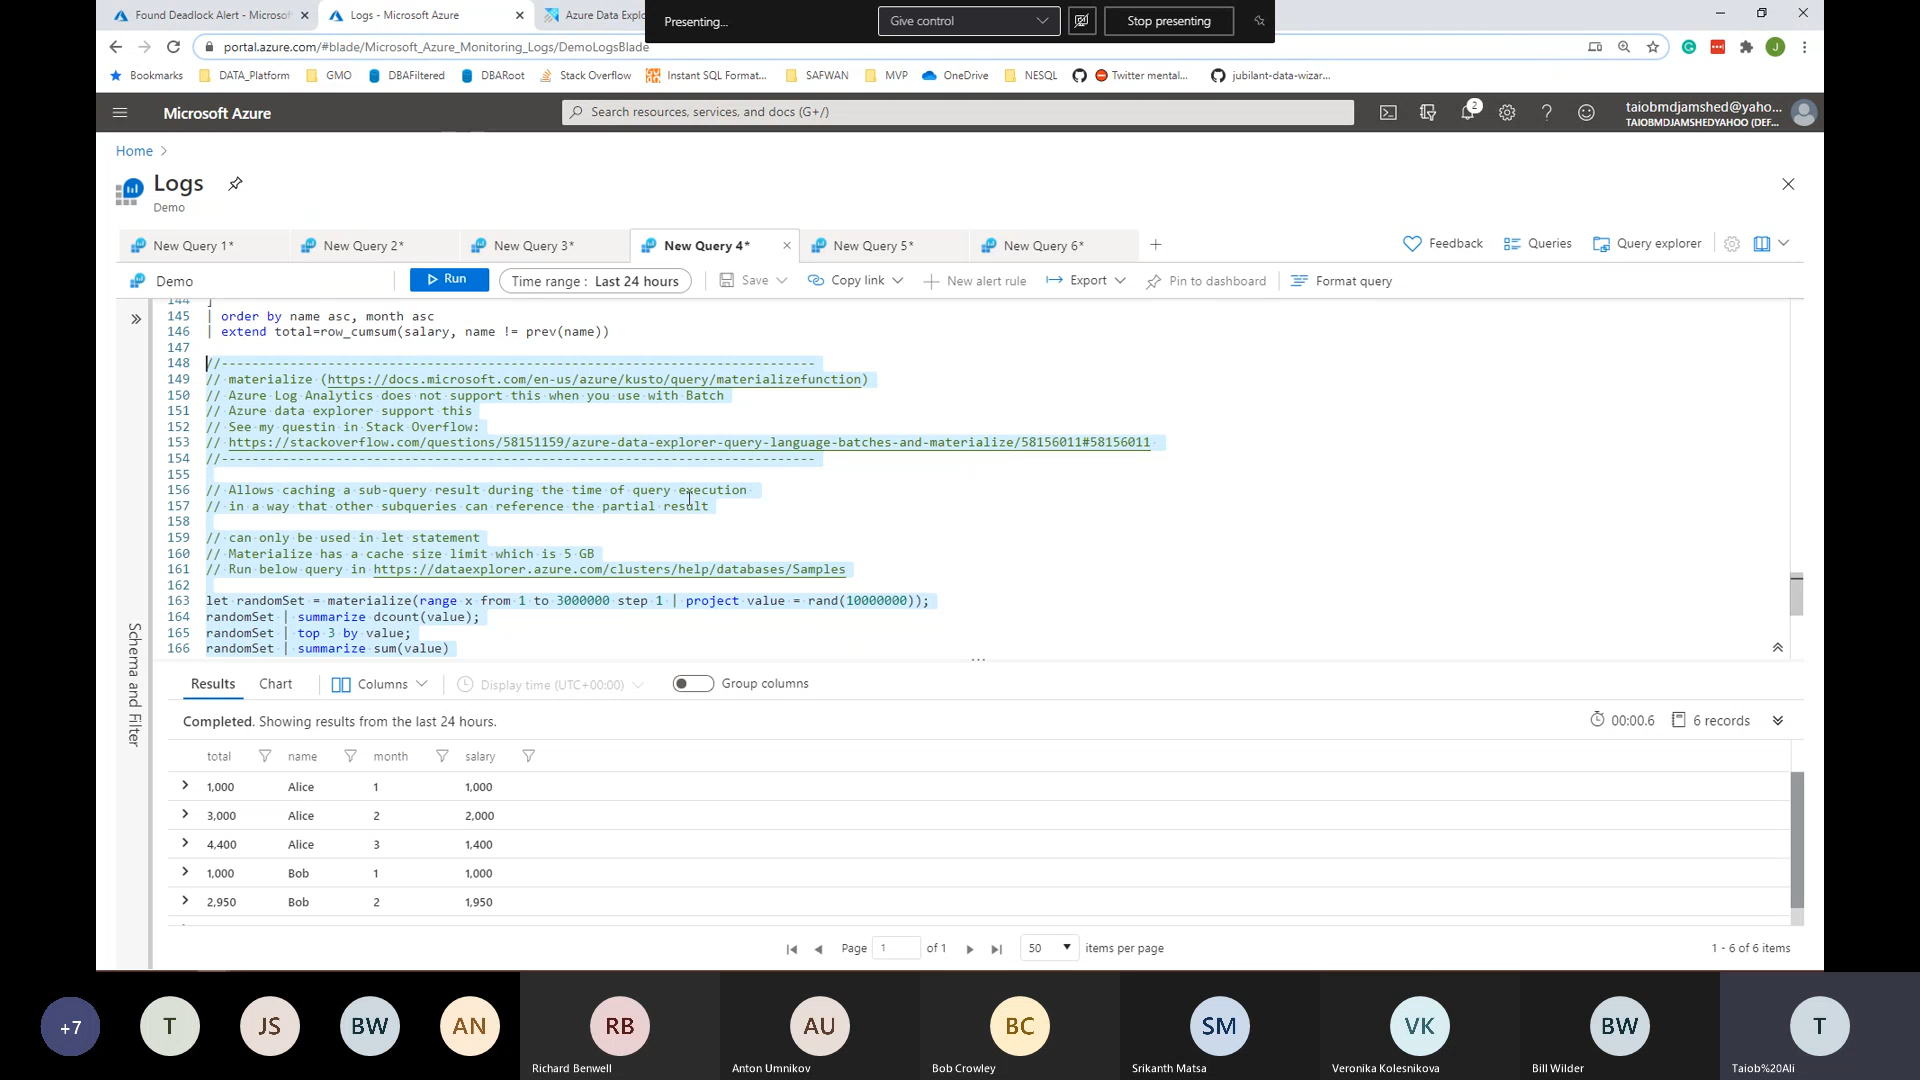 Found Deadlock Alert - Microsof
Logs - Microsoft Azure
Azure Data Explo
Presenting...
Give control
Stop presenting
portal.azure.com/#blade/Microsoft_Azure_Monitoring_Logs/DemoLogsBlade
J
Bookmarks
DATA_Platform
GMO
DBAFiltered
DBARoot
Stack Overflow
Instant SQL Format...
SAFWAN
MVP
OneDrive
NESQL
Twitter mental...
jubilant-data-wizar...
Microsoft Azure
Search resources, services, and docs (G+/)
2
taiobmdjamshed@yaho...
TAIOBMDJAMSHEDYAHOO (DEF...
Home
Logs
Demo
New Query 1*
New Query 2*
New Query 3*
New Query 4*
New Query 5*
New Query 6*
Feedback
Queries
Query explorer
Demo
Run
Time range : Last 24 hours
Save
Copy link
New alert rule
Export
Pin to dashboard
Format query
Schema and Filter
144 ]
145 | order by name asc, month asc
146 | extend total=row_cumsum(salary, name != prev(name))
147
148 //------------------------------------------------------------------------------
149 // materialize (https://docs.microsoft.com/en-us/azure/kusto/query/materializefunction)
150 // Azure Log Analytics does not support this when you use with Batch
151 // Azure data explorer support this
152 // See my questin in Stack Overflow:
153 // https://stackoverflow.com/questions/58151159/azure-data-explorer-query-language-batches-and-materialize/58156011#58156011
154 //------------------------------------------------------------------------------
155
156 // Allows caching a sub-query result during the time of query execution
157 // in a way that other subqueries can reference the partial result
158
159 // can only be used in let statement
160 // Materialize has a cache size limit which is 5 GB
161 // Run below query in https://dataexplorer.azure.com/clusters/help/databases/Samples
162
163 let randomSet = materialize(range x from 1 to 3000000 step 1 | project value = rand(10000000));
164 randomSet | summarize dcount(value);
165 randomSet | top 3 by value;
166 randomSet | summarize sum(value)
Results
Chart
Columns
Display time (UTC+00:00)
Group columns
Completed. Showing results from the last 24 hours.
00:00.6
6 records
total name month salary
1,000 Alice 1 1,000
3,000 Alice 2 2,000
4,400 Alice 3 1,400
1,000 Bob 1 1,000
2,950 Bob 2 1,950
Page 1 of 1
50 items per page
1 - 6 of 6 items
+7
T
JS
BW
AN
RB
Richard Benwell
AU
Anton Umnikov
BC
Bob Crowley
SM
Srikanth Matsa
VK
Veronika Kolesnikova
BW
Bill Wilder
T
Taiob%20Ali